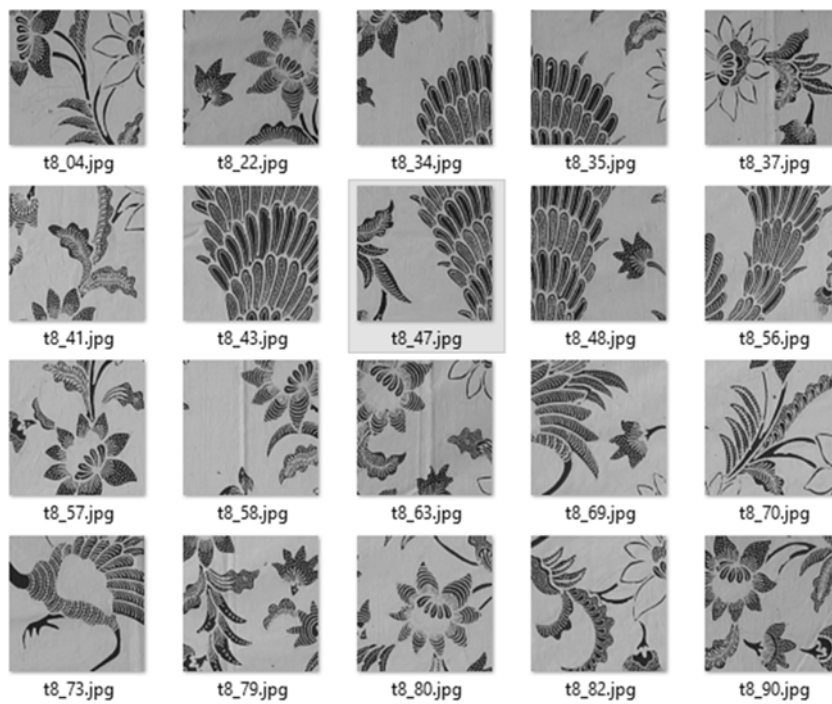 t8_04.jpg t8_22.jpg t8_34.jpg t8_35.jpg t8_37.jpg
t8_41.jpg t8_43.jpg t8_47.jpg t8_48.jpg t8_56.jpg
t8_57.jpg t8_58.jpg t8_63.jpg t8_69.jpg t8_70.jpg
t8_73.jpg t8_79.jpg t8_80.jpg t8_82.jpg t8_90.jpg